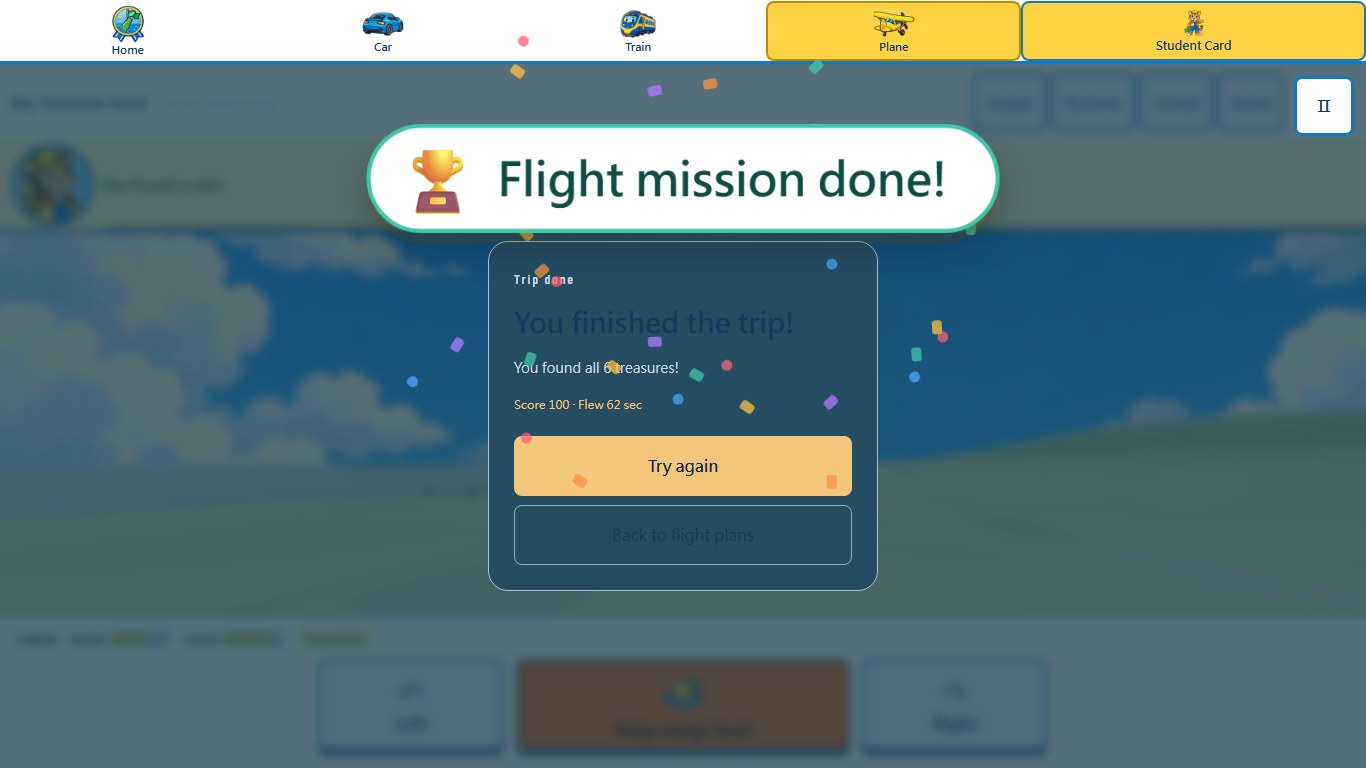 Home
Car
Train
Plane
Student Card
II
Flight mission done!
Trip done
You finished the trip!
You found all 6 treasures!
Score 100 · Flew 62 sec
Try again
Back to flight plans
Left
Right